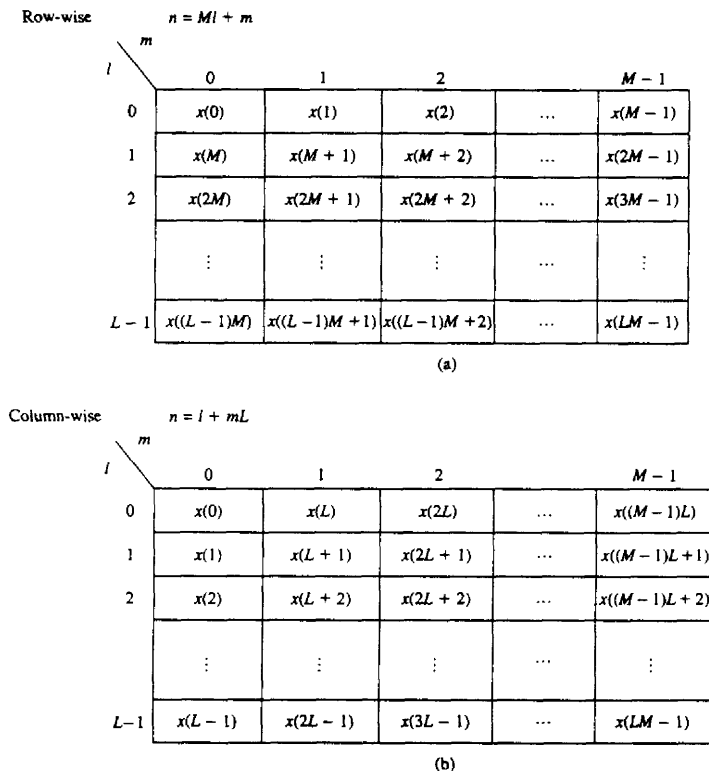 Row-wise n = Ml + m
m
l
0 1 2 M − 1
0 x(0) x(1) x(2) ... x(M − 1)
1 x(M) x(M + 1) x(M + 2) ... x(2M − 1)
2 x(2M) x(2M + 1) x(2M + 2) ... x(3M − 1)
⋮ ⋮ ⋮ ... ⋮
L − 1 x((L − 1)M) x((L − 1)M + 1) x((L − 1)M + 2) ... x(LM − 1)
(a)
Column-wise n = l + mL
m
l
0 1 2 M − 1
0 x(0) x(L) x(2L) ... x((M − 1)L)
1 x(1) x(L + 1) x(2L + 1) ... x((M − 1)L + 1)
2 x(2) x(L + 2) x(2L + 2) ... x((M − 1)L + 2)
⋮ ⋮ ⋮ ... ⋮
L−1 x(L − 1) x(2L − 1) x(3L − 1) ... x(LM − 1)
(b)